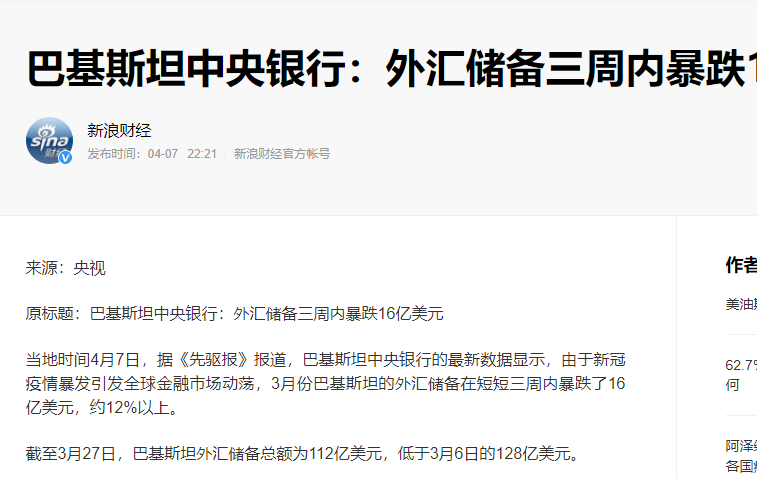 巴基斯坦中央银行：外汇储备三周内暴跌1
新浪财经
发布时间：04-07 22:21 新浪财经官方帐号
sina
财经
来源：央视
原标题：巴基斯坦中央银行：外汇储备三周内暴跌16亿美元
当地时间4月7日，据《先驱报》报道，巴基斯坦中央银行的最新数据显示，由于新冠
疫情暴发引发全球金融市场动荡，3月份巴基斯坦的外汇储备在短短三周内暴跌了16
亿美元，约12%以上。
截至3月27日，巴基斯坦外汇储备总额为112亿美元，低于3月6日的128亿美元。
作者
美油
62.7%
何
阿泽
各国